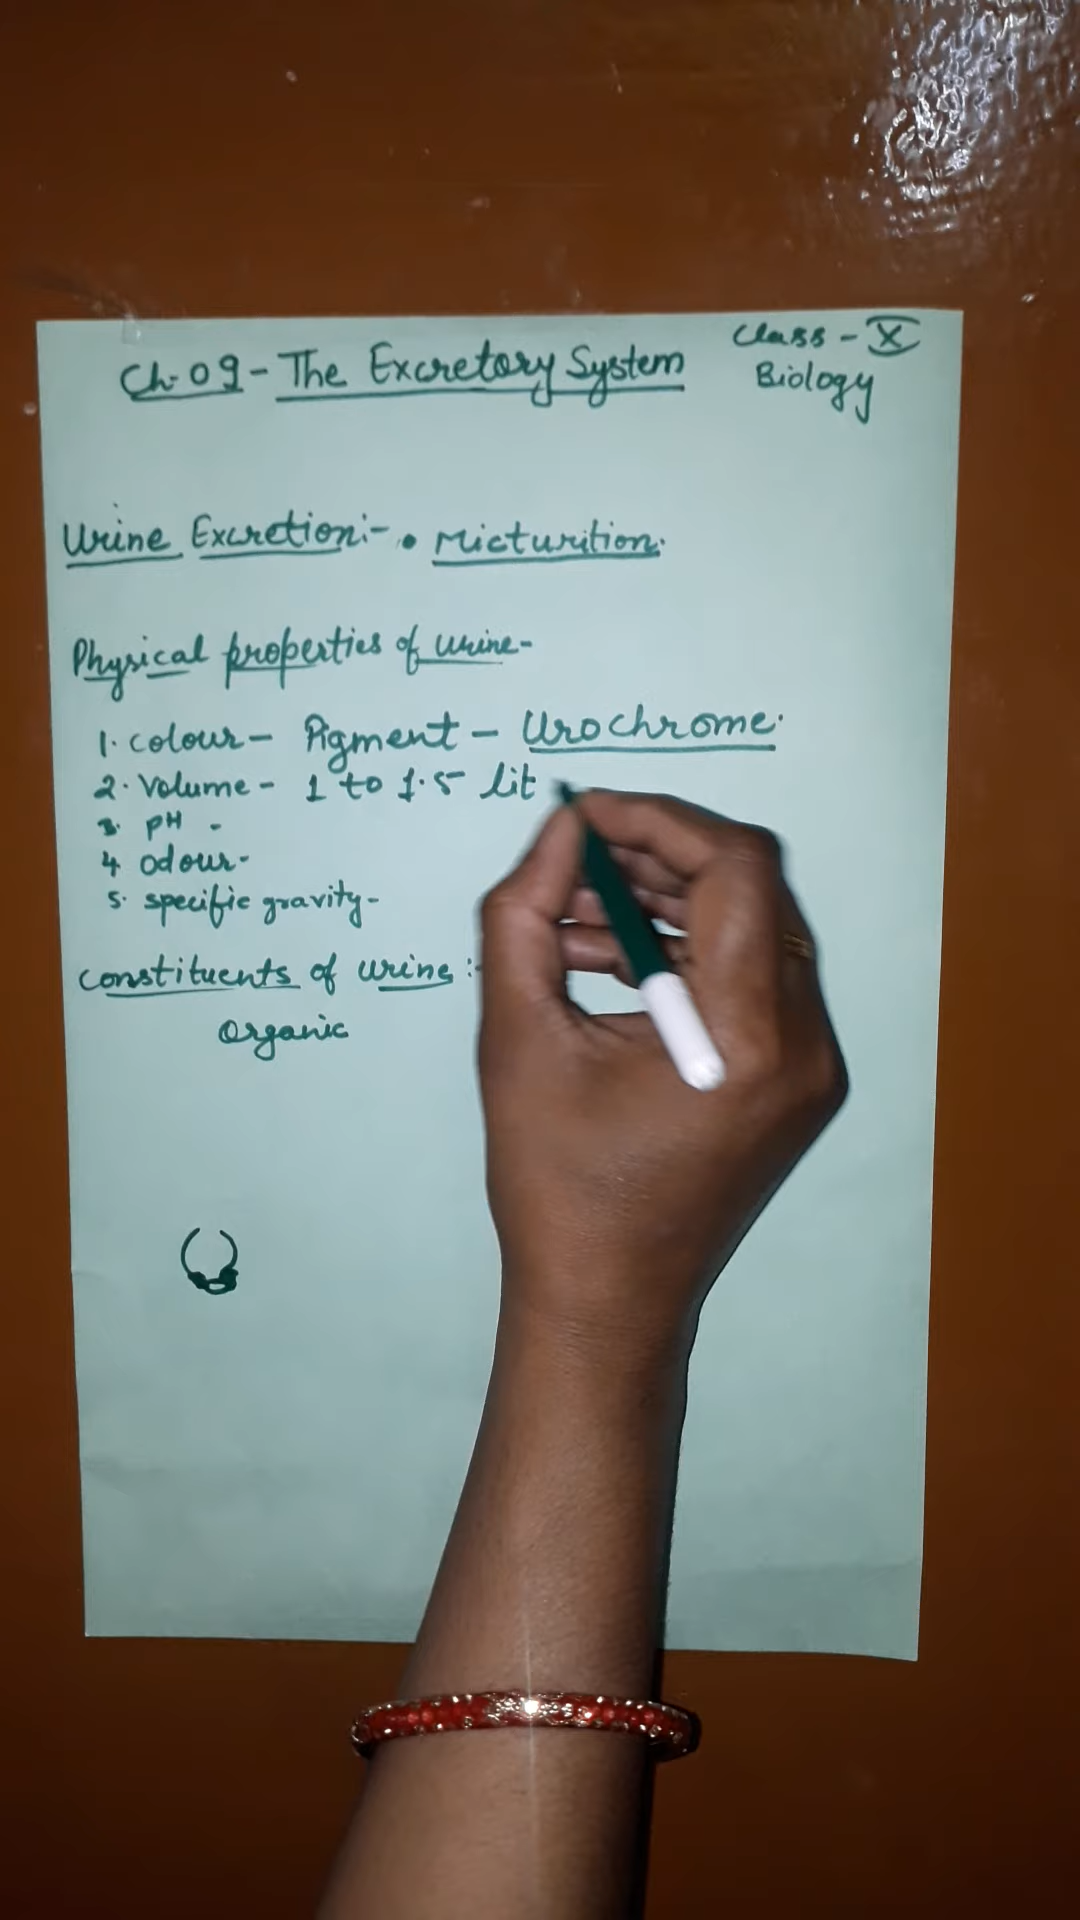 Ch-09 - The Excretory System
Class - X
Biology
Urine Excretion:- • Micturition.
Physical properties of urine-
1. colour - Pigment - Urochrome.
2. Volume - 1 to 1.5 lit
3. pH -
4. odour-
5. specific gravity-
constituents of urine :-
Organic